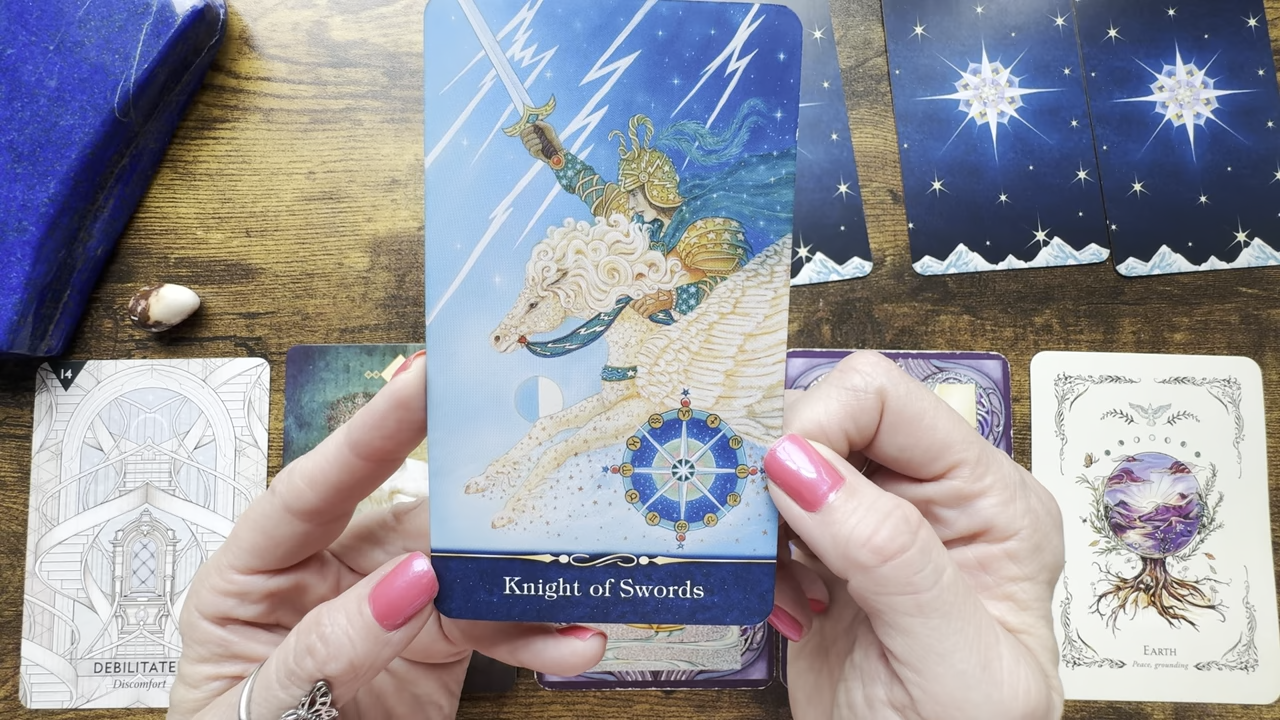 14
DEBILITATE
Discomfort
Knight of Swords
EARTH
Peace, grounding